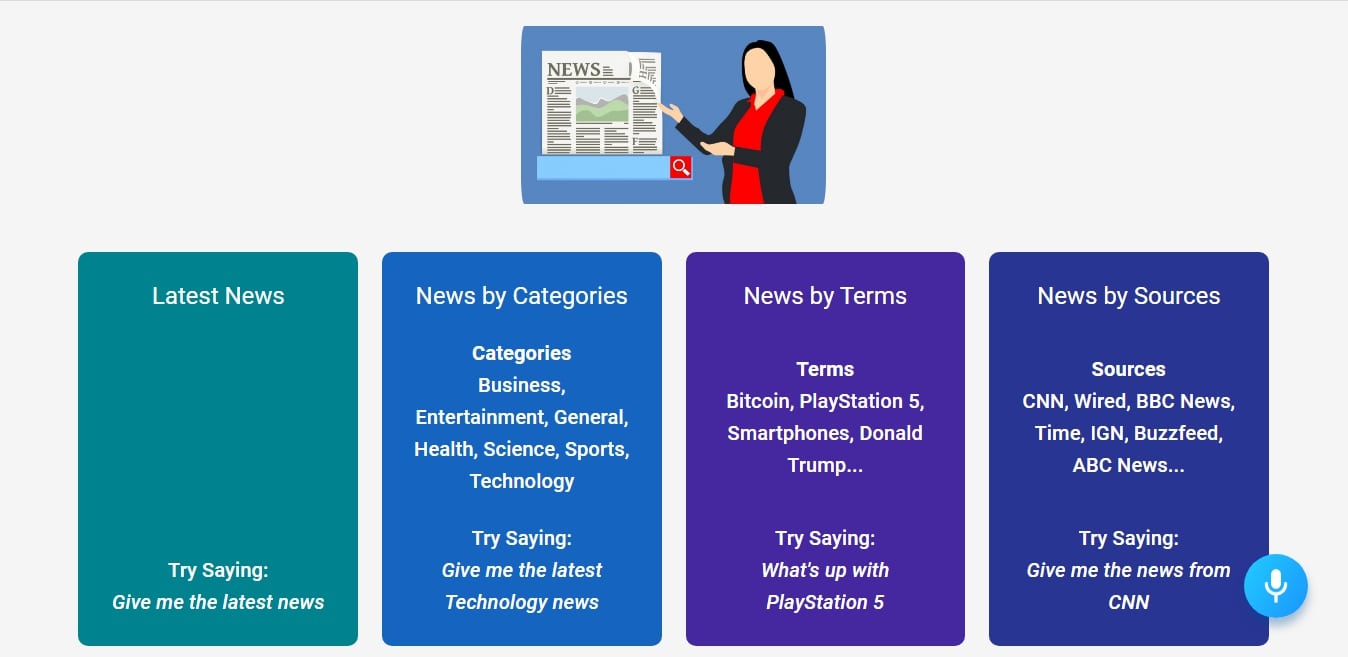 NEWS
D
G
F
Latest News
Try Saying:
Give me the latest news
News by Categories
Categories
Business,
Entertainment, General,
Health, Science, Sports,
Technology
Try Saying:
Give me the latest
Technology news
News by Terms
Terms
Bitcoin, PlayStation 5,
Smartphones, Donald
Trump...
Try Saying:
What's up with
PlayStation 5
News by Sources
Sources
CNN, Wired, BBC News,
Time, IGN, Buzzfeed,
ABC News...
Try Saying:
Give me the news from
CNN